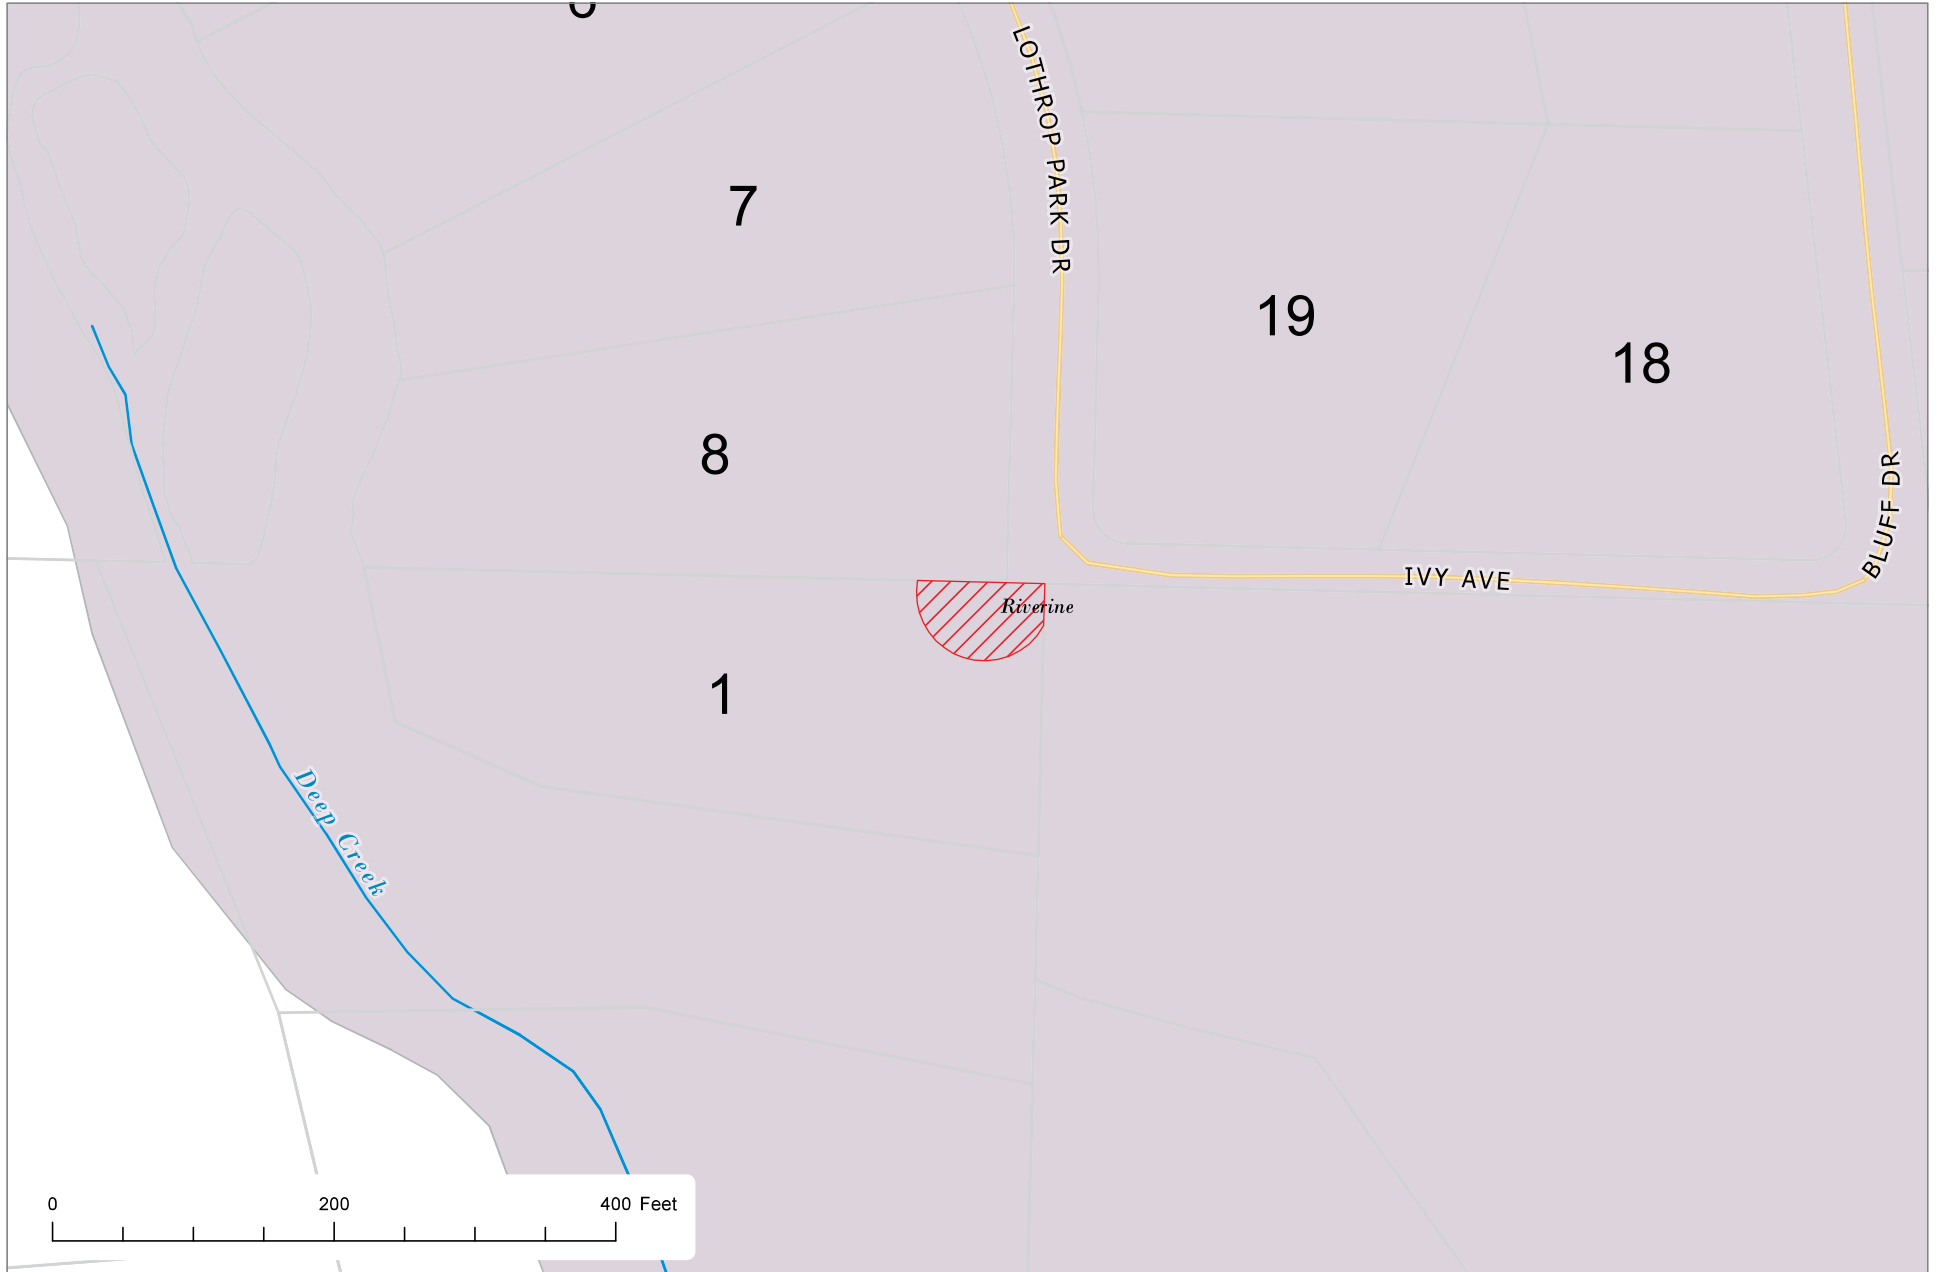 LOTHROP PARK DR
7
19
18
8
BLUFF DR
IVY AVE
Riverine
1
Deep Creek
0 200 400 Feet